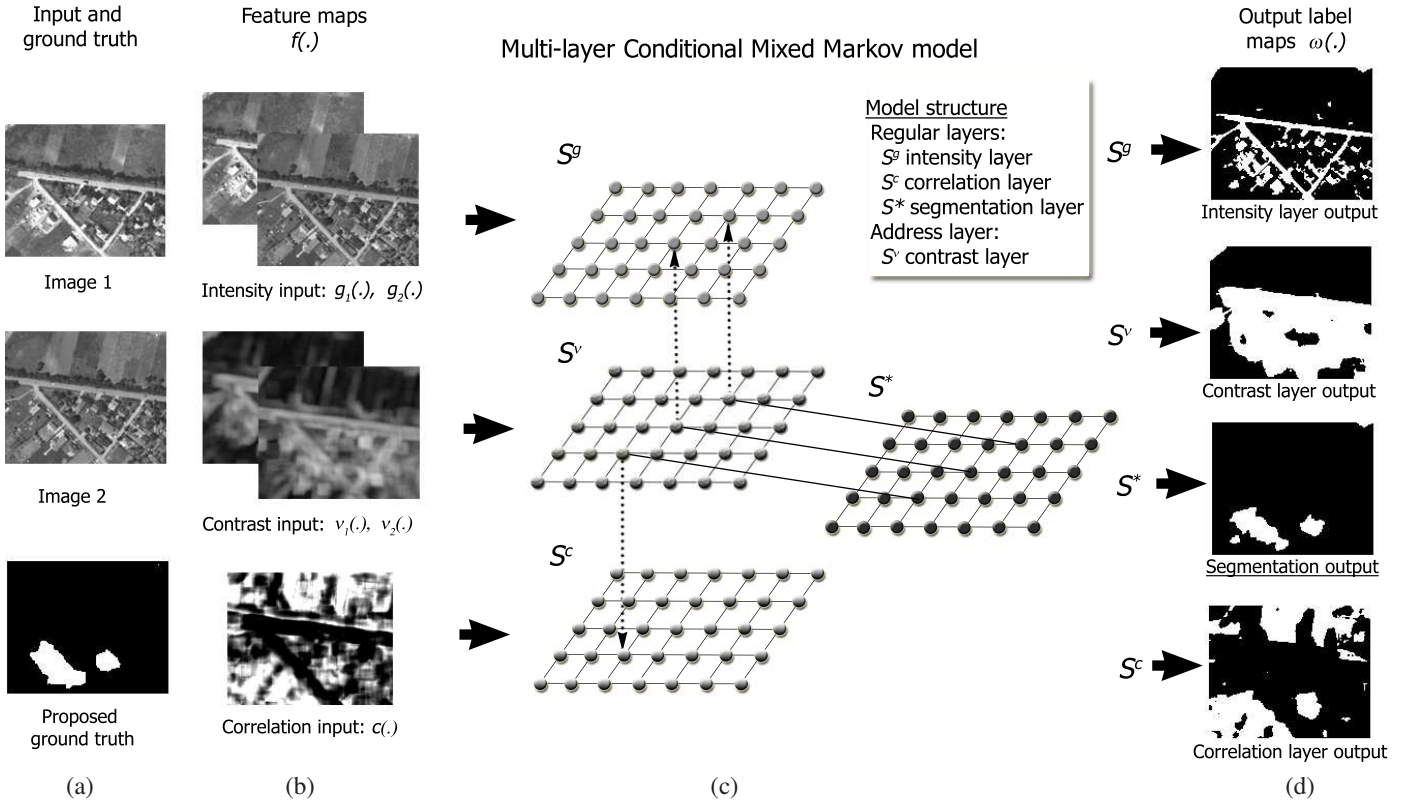 Input and
ground truth
Image 1
Image 2
Proposed
ground truth
(a)
Feature maps
f(.)
Intensity input: g₁(.), g₂(.)
Contrast input: ν₁(.), ν₂(.)
Correlation input: c(.)
(b)
Multi-layer Conditional Mixed Markov model
Model structure
Regular layers:
Sᵍ intensity layer
Sᶜ correlation layer
S* segmentation layer
Address layer:
Sᵛ contrast layer
Sᵍ
Sᵛ
S*
Sᶜ
(c)
Output label
maps ω(.)
Sᵍ
Intensity layer output
Sᵛ
Contrast layer output
S*
Segmentation output
Sᶜ
Correlation layer output
(d)